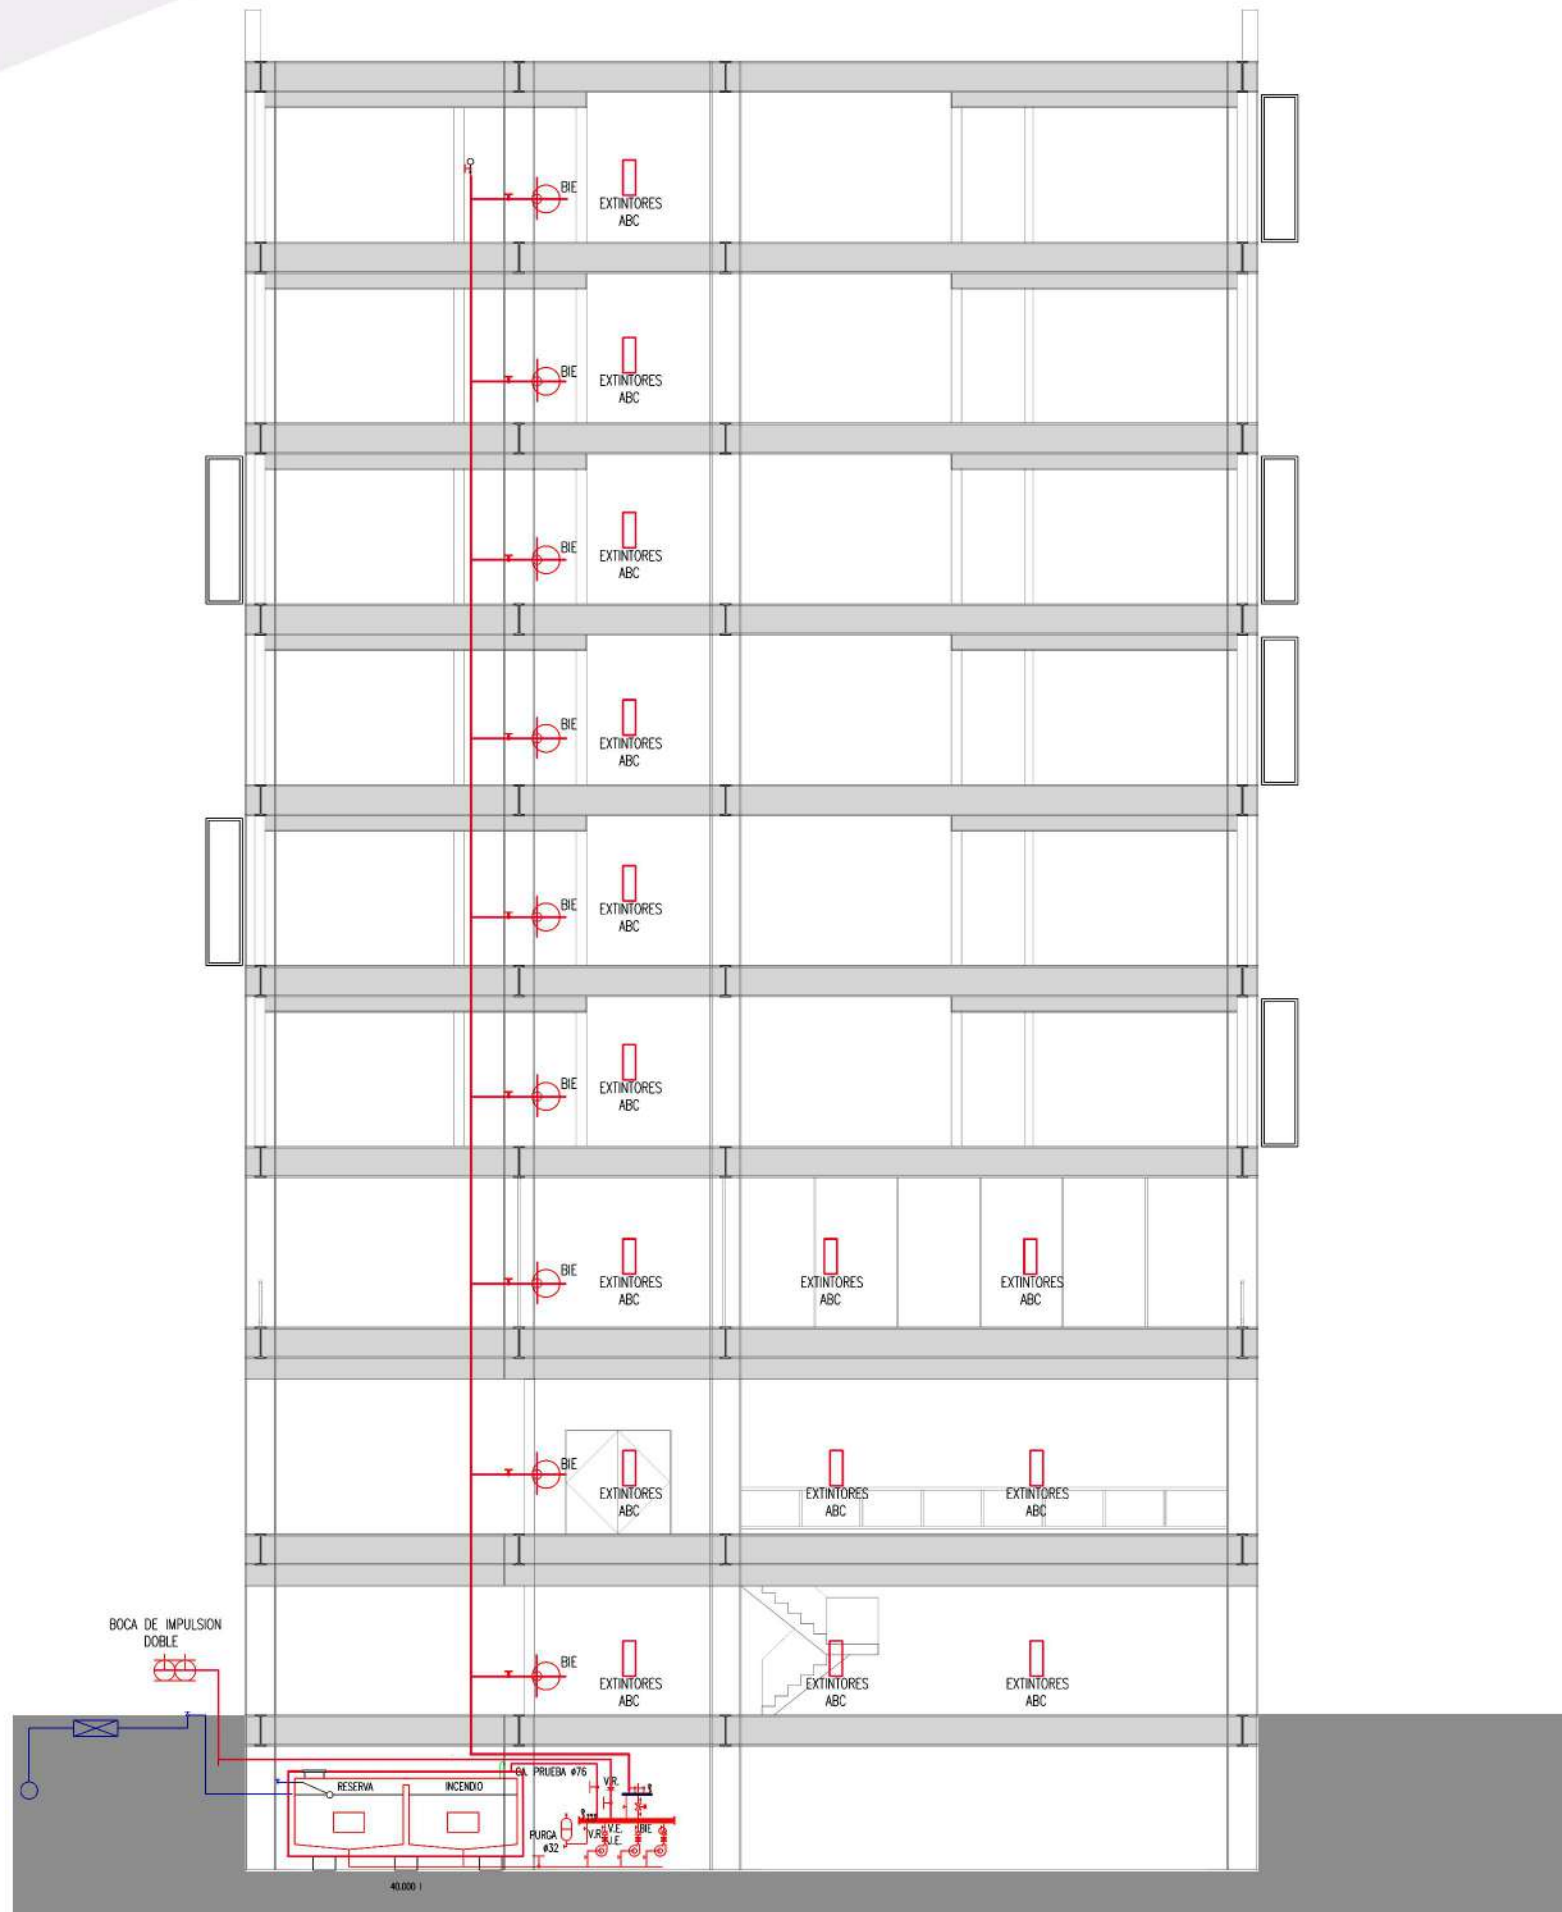 BIE
EXTINTORES
ABC
BIE
EXTINTORES
ABC
BIE
EXTINTORES
ABC
BIE
EXTINTORES
ABC
BIE
EXTINTORES
ABC
BIE
EXTINTORES
ABC
BIE
EXTINTORES
ABC
EXTINTORES
ABC
EXTINTORES
ABC
BIE
EXTINTORES
ABC
EXTINTORES
ABC
EXTINTORES
ABC
BOCA DE IMPULSION
DOBLE
BIE
EXTINTORES
ABC
EXTINTORES
ABC
EXTINTORES
ABC
CA. PRUEBA ø76
RESERVA
INCENDIO
V.R.
PURGA
ø32
V.R.
V.E.
BIE
40.000 l